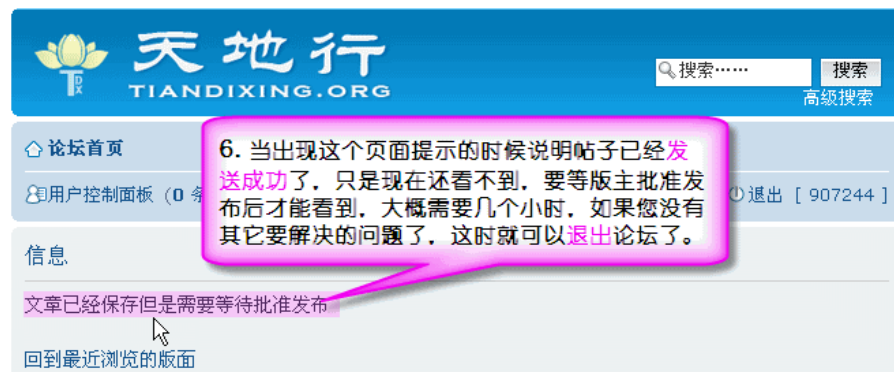 天地行
TIANDIXING.ORG
搜索……
搜索
高级搜索
论坛首页
用户控制面板 (0 条
退出 [ 907244 ]
6. 当出现这个页面提示的时候说明帖子已经发
送成功了，只是现在还看不到，要等版主批准发
布后才能看到，大概需要几个小时，如果您没有
其它要解决的问题了，这时就可以退出论坛了。
信息
文章已经保存但是需要等待批准发布
回到最近浏览的版面